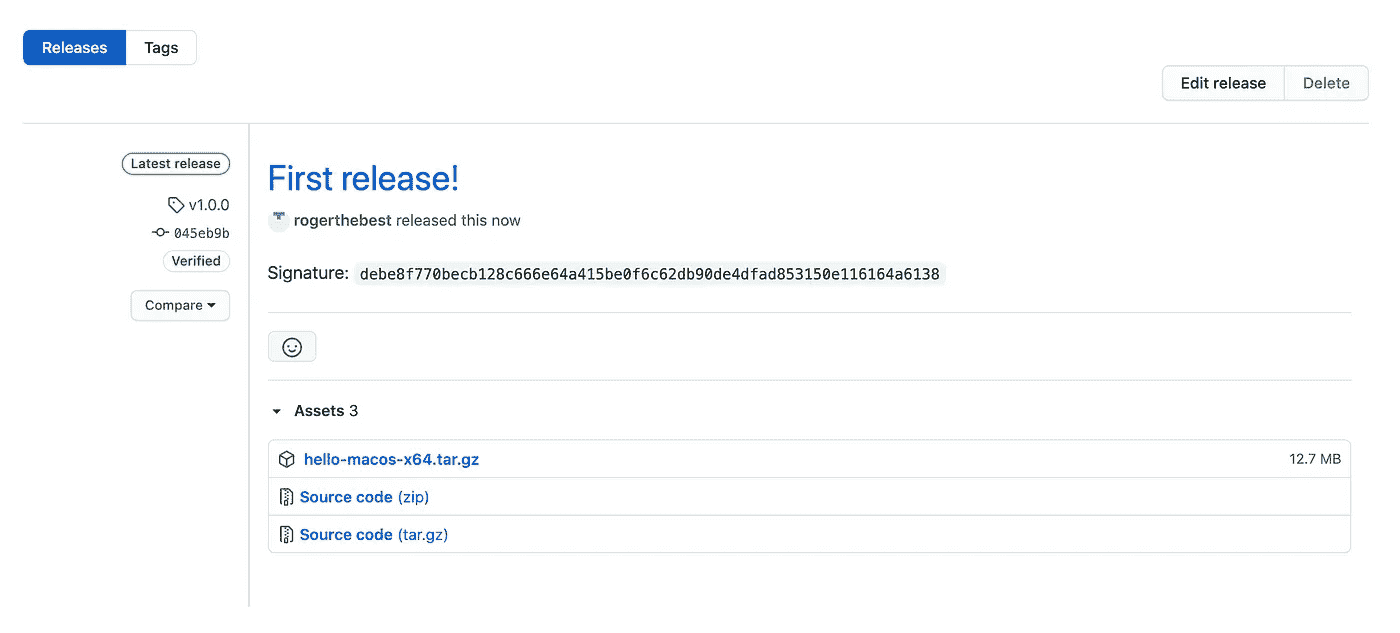 Releases Tags
Edit release Delete
Latest release
v1.0.0
045eb9b
Verified
Compare
First release!
rogerthebest released this now
Signature: debe8f770becb128c666e64a415be0f6c62db90de4dfad853150e116164a6138
Assets 3
hello-macos-x64.tar.gz 12.7 MB
Source code (zip)
Source code (tar.gz)